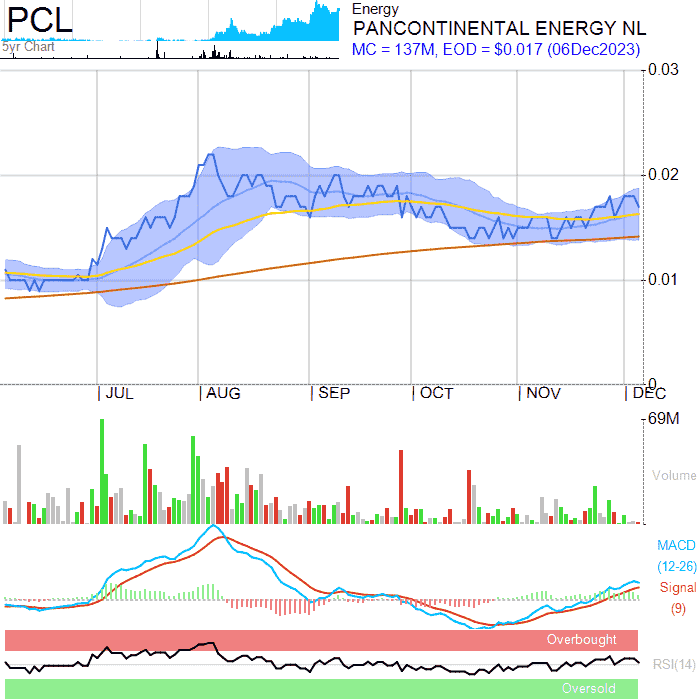 PCL
5yr Chart
Energy
PANCONTINENTAL ENERGY NL
MC = 137M, EOD = $0.017 (06Dec2023)
0.03
0.02
0.01
0
JUL AUG SEP OCT NOV DEC
69M
Volume
MACD
(12-26)
Signal
(9)
Overbought
RSI(14)
Oversold